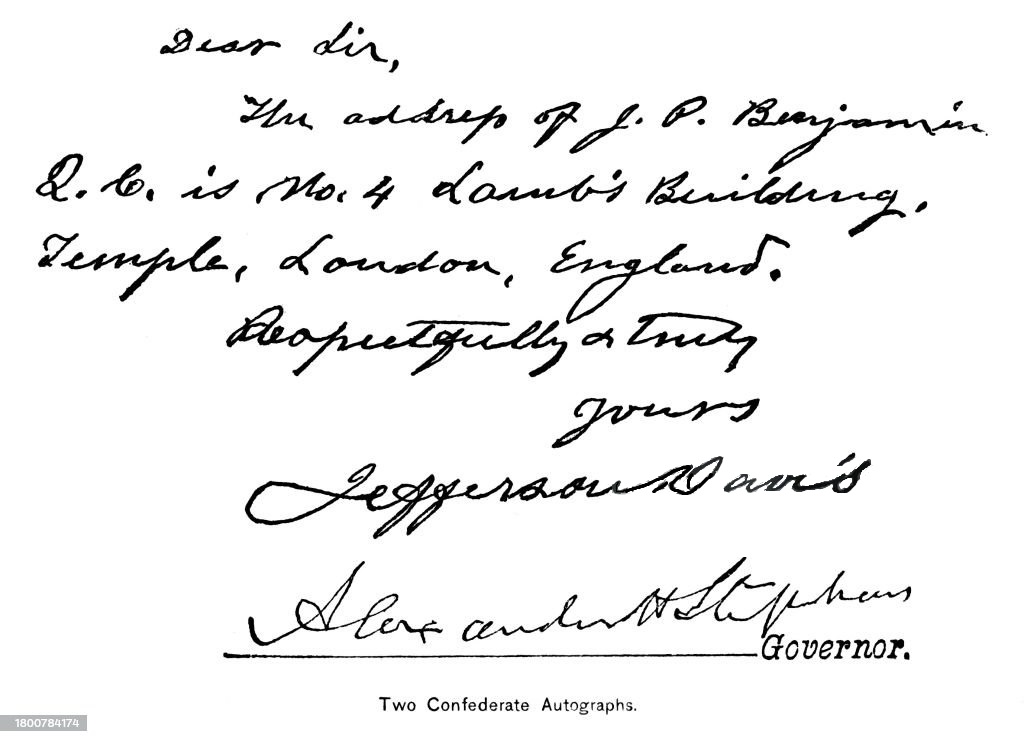 Dear Sir,
The address of J. P. Benjamin
Q. C. is No. 4 Lamb's Building,
Temple, London, England.
Respectfully & truly
yours
Jefferson Davis
Alexander H Stephens
Governor.
Two Confederate Autographs.
1800784174